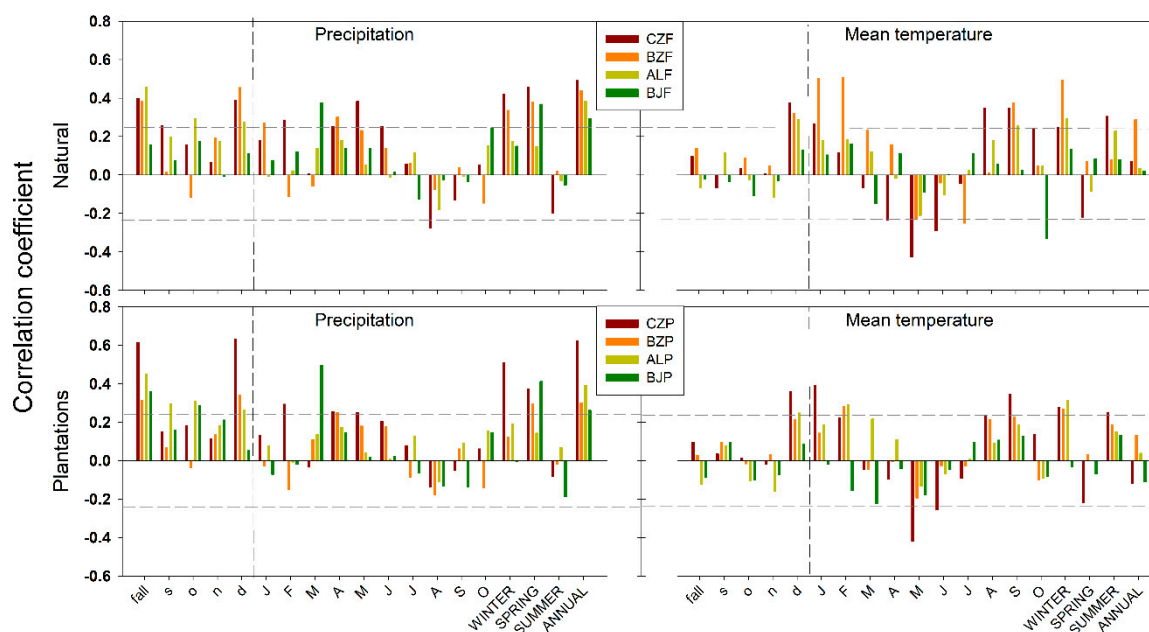 Correlation coefficient
Natural
0.8
0.6
0.4
0.2
0.0
-0.2
-0.4
-0.6
Precipitation
CZF
BZF
ALF
BJF
Mean temperature
Plantations
0.8
0.6
0.4
0.2
0.0
-0.2
-0.4
-0.6
Precipitation
CZP
BZP
ALP
BJP
Mean temperature
fall s o n d J F M A M J J A S O WINTER SPRING SUMMER ANNUAL
fall s o n d J F M A M J J A S O WINTER SPRING SUMMER ANNUAL